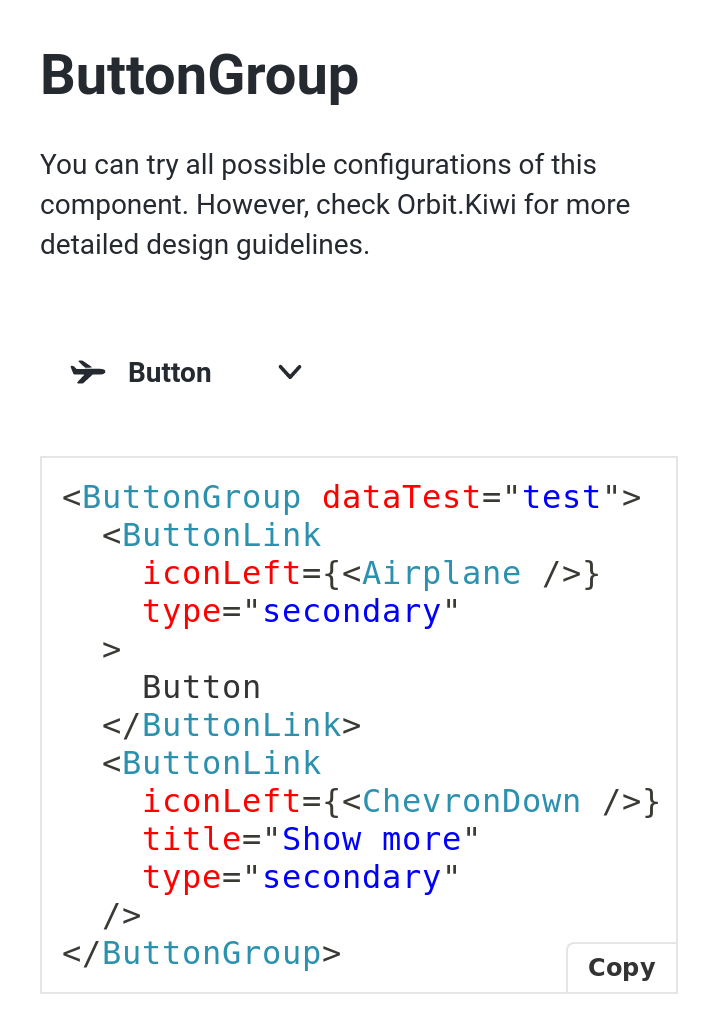 ButtonGroup
You can try all possible configurations of this
component. However, check Orbit.Kiwi for more
detailed design guidelines.
Button
<ButtonGroup dataTest="test">
  <ButtonLink
    iconLeft={<Airplane />}
    type="secondary"
  >
    Button
  </ButtonLink>
  <ButtonLink
    iconLeft={<ChevronDown />}
    title="Show more"
    type="secondary"
  />
</ButtonGroup>
Copy